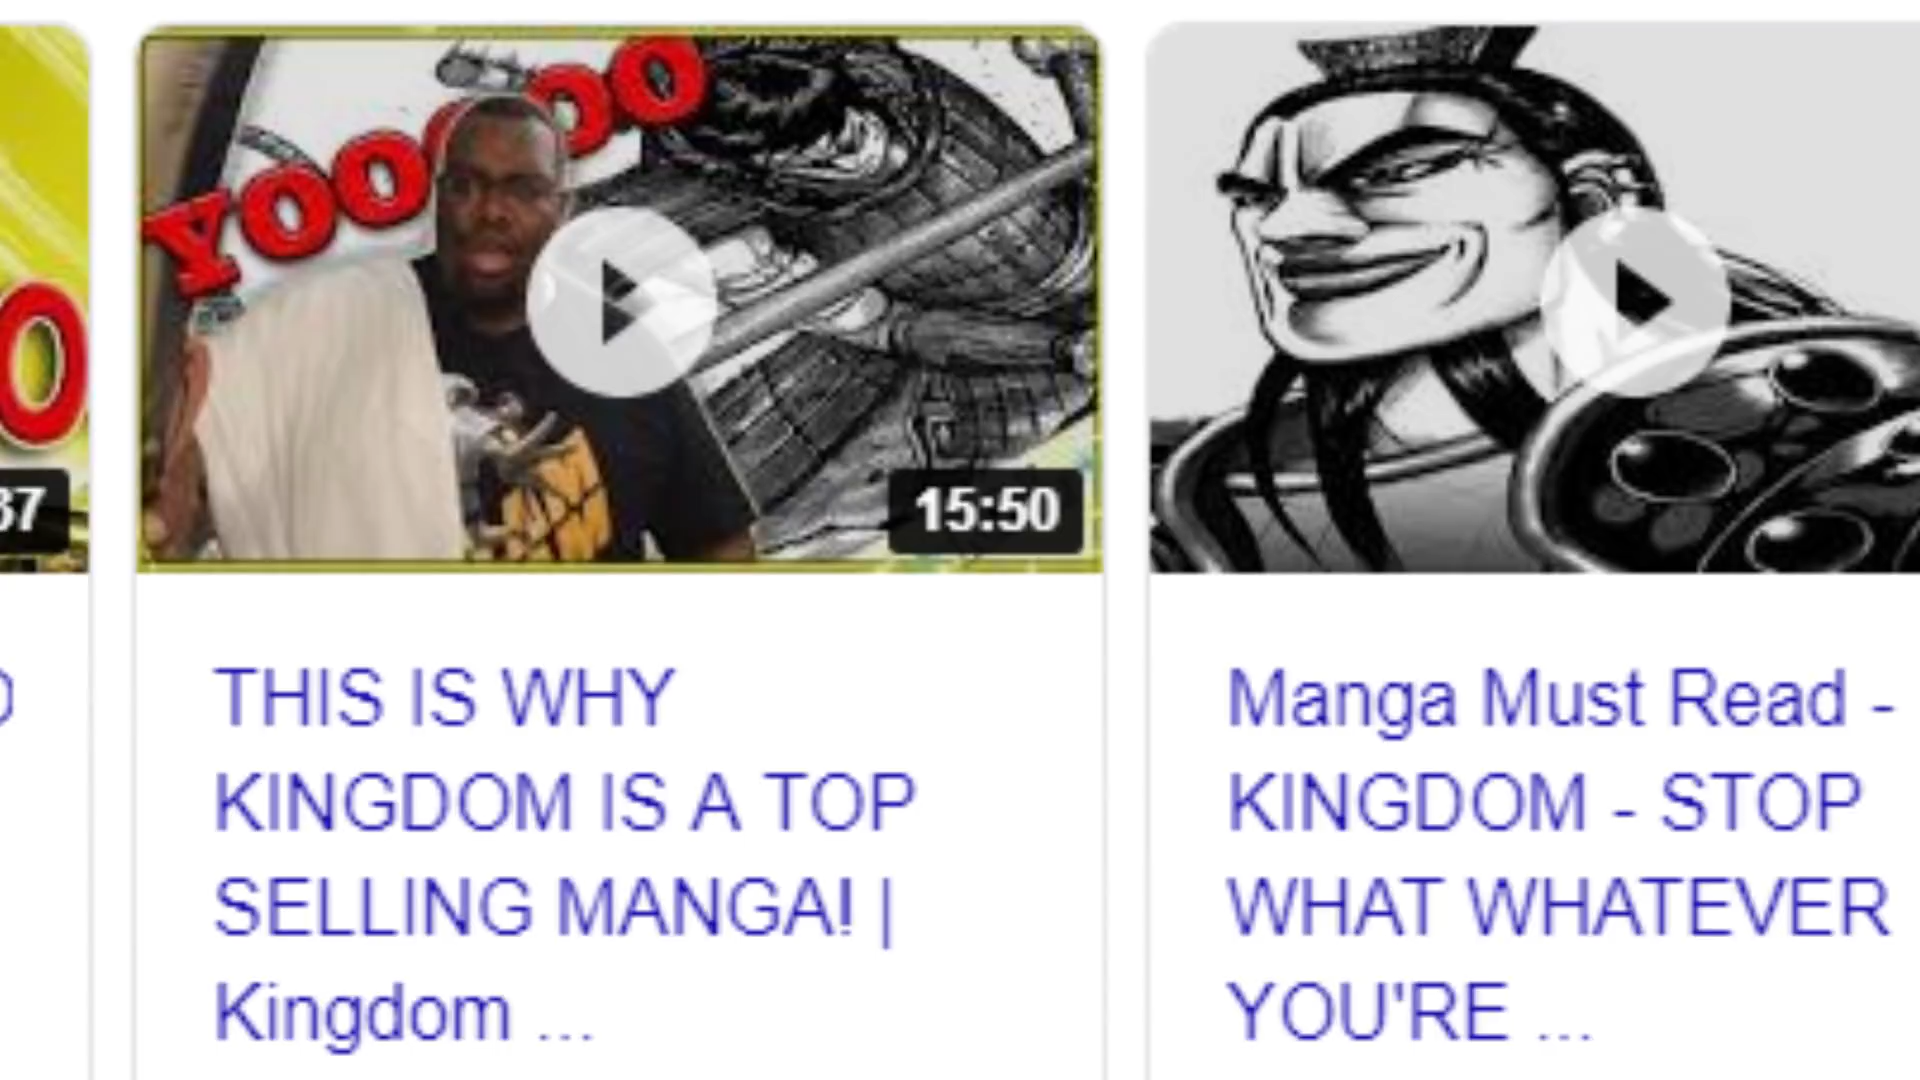 YOOOOO
37
15:50
THIS IS WHY
KINGDOM IS A TOP
SELLING MANGA! |
Kingdom ...
Manga Must Read -
KINGDOM - STOP
WHAT WHATEVER
YOU'RE ...